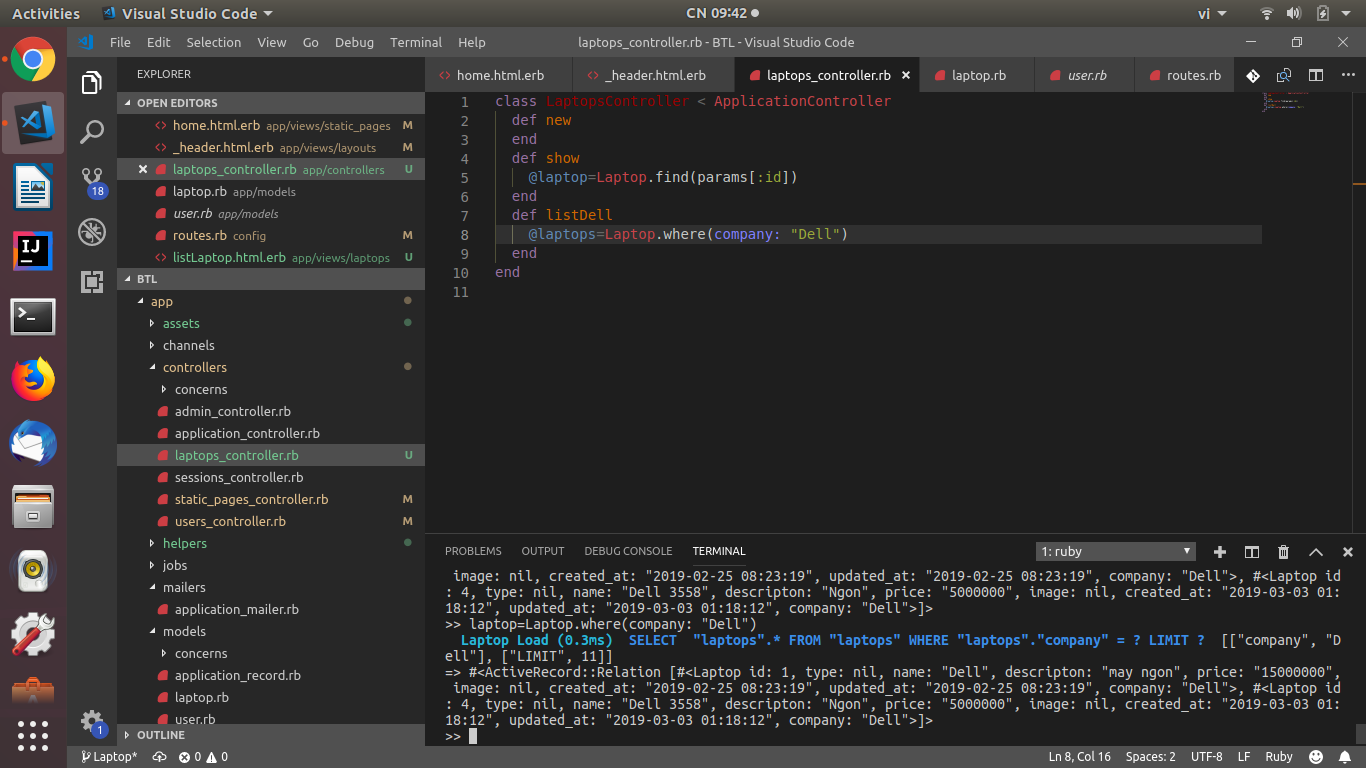 Activities Visual Studio Code CN 09:42 vi
File Edit Selection View Go Debug Terminal Help laptops_controller.rb - BTL - Visual Studio Code
EXPLORER
OPEN EDITORS
home.html.erb app/views/static_pages M
_header.html.erb app/views/layouts M
laptops_controller.rb app/controllers U
laptop.rb app/models
user.rb app/models
routes.rb config M
listLaptop.html.erb app/views/laptops U
BTL
app
assets
channels
controllers
concerns
admin_controller.rb
application_controller.rb
laptops_controller.rb U
sessions_controller.rb
static_pages_controller.rb M
users_controller.rb M
helpers
jobs
mailers
application_mailer.rb
models
concerns
application_record.rb
laptop.rb
user.rb
OUTLINE
18
1
home.html.erb _header.html.erb laptops_controller.rb laptop.rb user.rb routes.rb
1 class LaptopsController < ApplicationController
2 def new
3 end
4 def show
5 @laptop=Laptop.find(params[:id])
6 end
7 def listDell
8 @laptops=Laptop.where(company: "Dell")
9 end
10 end
11
PROBLEMS OUTPUT DEBUG CONSOLE TERMINAL 1: ruby
image: nil, created_at: "2019-02-25 08:23:19", updated_at: "2019-02-25 08:23:19", company: "Dell">, #<Laptop id
: 4, type: nil, name: "Dell 3558", descripton: "Ngon", price: "5000000", image: nil, created_at: "2019-03-03 01:
18:12", updated_at: "2019-03-03 01:18:12", company: "Dell">]>
>> laptop=Laptop.where(company: "Dell")
Laptop Load (0.3ms) SELECT "laptops".* FROM "laptops" WHERE "laptops"."company" = ? LIMIT ? [["company", "D
ell"], ["LIMIT", 11]]
=> #<ActiveRecord::Relation [#<Laptop id: 1, type: nil, name: "Dell", descripton: "may ngon", price: "15000000",
image: nil, created_at: "2019-02-25 08:23:19", updated_at: "2019-02-25 08:23:19", company: "Dell">, #<Laptop id
: 4, type: nil, name: "Dell 3558", descripton: "Ngon", price: "5000000", image: nil, created_at: "2019-03-03 01:
18:12", updated_at: "2019-03-03 01:18:12", company: "Dell">]>
>>
Laptop* 0 0 Ln 8, Col 16 Spaces: 2 UTF-8 LF Ruby